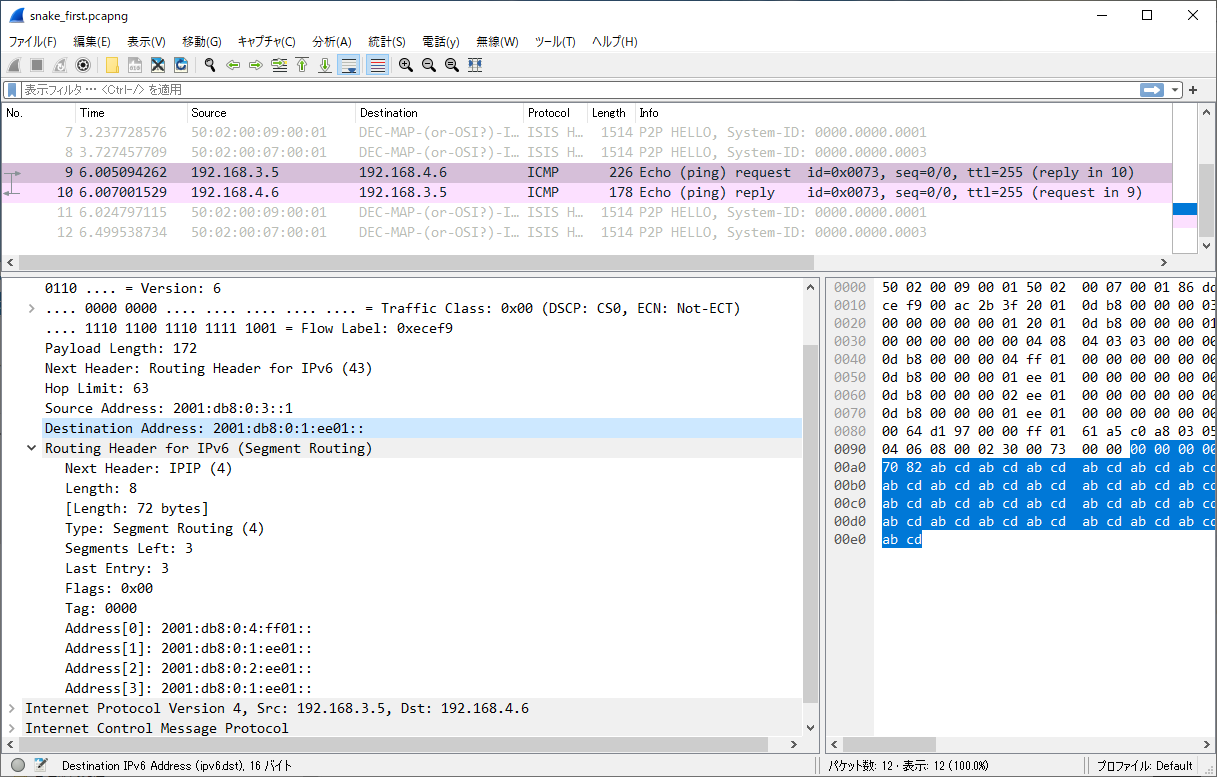 snake_first.pcapng
ファイル(F) 編集(E) 表示(V) 移動(G) キャプチャ(C) 分析(A) 統計(S) 電話(y) 無線(W) ツール(T) ヘルプ(H)
表示フィルタ … <Ctrl-/> を適用
No. Time Source Destination Protocol Length Info
7 3.237728576 50:02:00:09:00:01 DEC-MAP-(or-OSI?)-I… ISIS H… 1514 P2P HELLO, System-ID: 0000.0000.0001
8 3.727457709 50:02:00:07:00:01 DEC-MAP-(or-OSI?)-I… ISIS H… 1514 P2P HELLO, System-ID: 0000.0000.0003
9 6.005094262 192.168.3.5 192.168.4.6 ICMP 226 Echo (ping) request id=0x0073, seq=0/0, ttl=255 (reply in 10)
10 6.007001529 192.168.4.6 192.168.3.5 ICMP 178 Echo (ping) reply id=0x0073, seq=0/0, ttl=255 (request in 9)
11 6.024797115 50:02:00:09:00:01 DEC-MAP-(or-OSI?)-I… ISIS H… 1514 P2P HELLO, System-ID: 0000.0000.0001
12 6.499538734 50:02:00:07:00:01 DEC-MAP-(or-OSI?)-I… ISIS H… 1514 P2P HELLO, System-ID: 0000.0000.0003
0110 .... = Version: 6
.... 0000 0000 .... .... .... .... .... = Traffic Class: 0x00 (DSCP: CS0, ECN: Not-ECT)
.... 1110 1100 1110 1111 1001 = Flow Label: 0xecef9
Payload Length: 172
Next Header: Routing Header for IPv6 (43)
Hop Limit: 63
Source Address: 2001:db8:0:3::1
Destination Address: 2001:db8:0:1:ee01::
Routing Header for IPv6 (Segment Routing)
Next Header: IPIP (4)
Length: 8
[Length: 72 bytes]
Type: Segment Routing (4)
Segments Left: 3
Last Entry: 3
Flags: 0x00
Tag: 0000
Address[0]: 2001:db8:0:4:ff01::
Address[1]: 2001:db8:0:1:ee01::
Address[2]: 2001:db8:0:2:ee01::
Address[3]: 2001:db8:0:1:ee01::
Internet Protocol Version 4, Src: 192.168.3.5, Dst: 192.168.4.6
Internet Control Message Protocol
0000 50 02 00 09 00 01 50 02 00 07 00 01 86 dd
0010 ce f9 00 ac 2b 3f 20 01 0d b8 00 00 00 03
0020 00 00 00 00 00 01 20 01 0d b8 00 00 00 01
0030 00 00 00 00 00 00 04 08 04 03 03 00 00 00
0040 0d b8 00 00 00 04 ff 01 00 00 00 00 00 00
0050 0d b8 00 00 00 01 ee 01 00 00 00 00 00 00
0060 0d b8 00 00 00 02 ee 01 00 00 00 00 00 00
0070 0d b8 00 00 00 01 ee 01 00 00 00 00 00 00
0080 00 64 d1 97 00 00 ff 01 61 a5 c0 a8 03 05
0090 04 06 08 00 02 30 00 73 00 00 00 00 00 00
00a0 70 82 ab cd ab cd ab cd ab cd ab cd ab cd
00b0 ab cd ab cd ab cd ab cd ab cd ab cd ab cd
00c0 ab cd ab cd ab cd ab cd ab cd ab cd ab cd
00d0 ab cd ab cd ab cd ab cd ab cd ab cd ab cd
00e0 ab cd
Destination IPv6 Address (ipv6.dst), 16 バイト
パケット数: 12 · 表示: 12 (100.0%)
プロファイル: Default